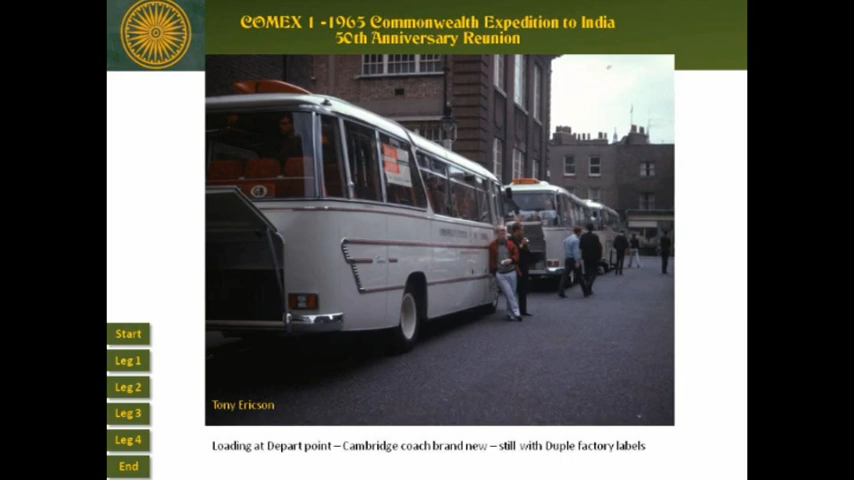 COMEX 1 -1965 Commonwealth Expedition to India
50th Anniversary Reunion
Start
Leg 1
Leg 2
Leg 3
Leg 4
End
Tony Ericson
Loading at Depart point – Cambridge coach brand new – still with Duple factory labels